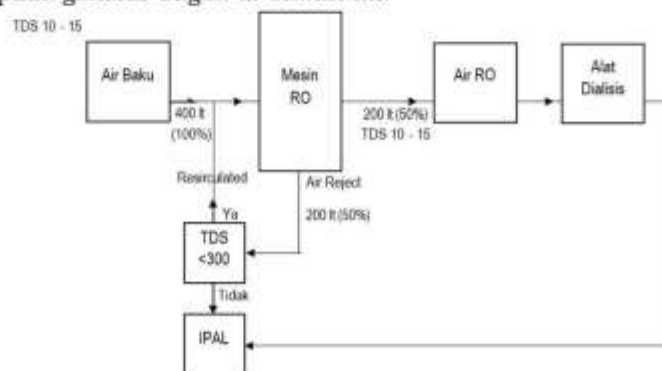 TDS 10 - 15
Air Baku
400 lt
(100%)
Mesin
RO
200 lt (50%)
TDS 10 - 15
Air RO
Alat
Dialisis
Resirculated
Air Reject
200 lt (50%)
Ya
TDS
<300
Tidak
IPAL